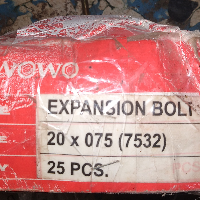 WOWO
EXPANSION BOLT
20 x 075 (7532)
25 PCS.